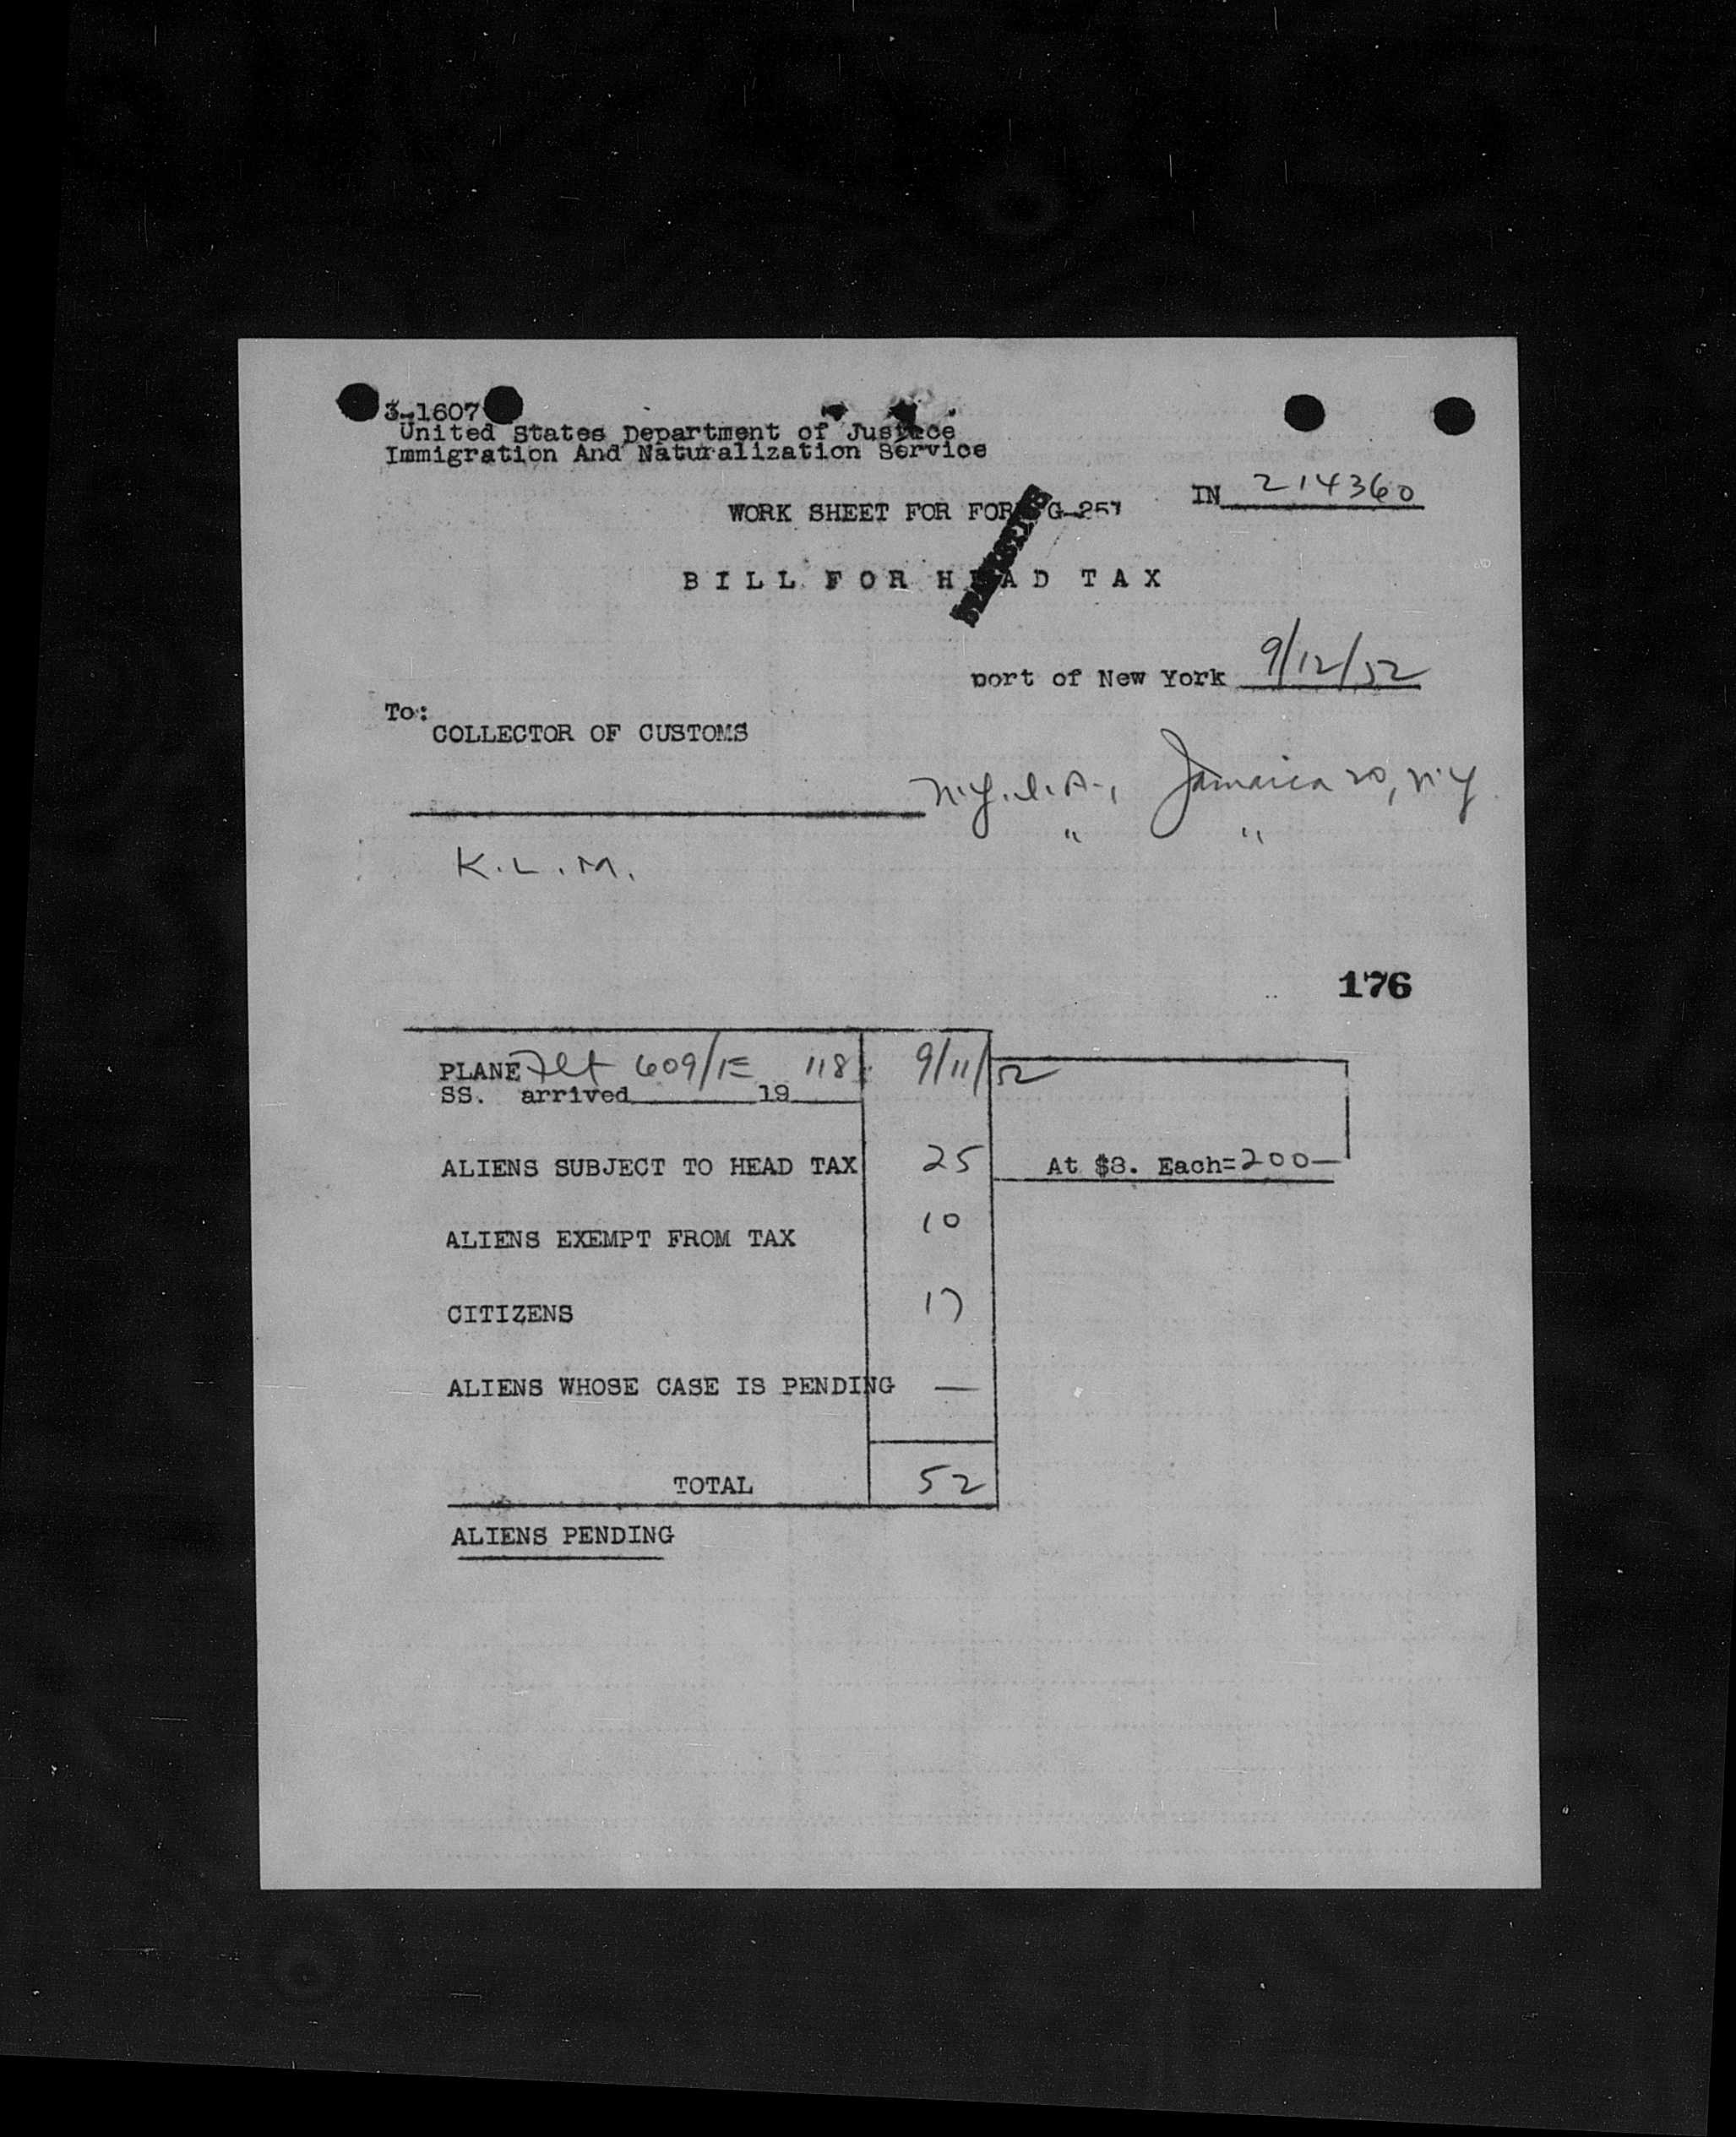 3-1607
United States Department of Justice
Immigration And Naturalization Service
IN 214360
WORK SHEET FOR FORM G-257
BILL FOR HEAD TAX
port of New York 9/12/52
To:
COLLECTOR OF CUSTOMS
N.Y.I.A., Jamaica 20, N.Y.
" "
K.L.M.
176
PLANE Flt 609/1E 118 9/11/52
SS. arrived 19
ALIENS SUBJECT TO HEAD TAX 25 At $8. Each=200—
ALIENS EXEMPT FROM TAX 10
CITIZENS 17
ALIENS WHOSE CASE IS PENDING —
TOTAL 52
ALIENS PENDING